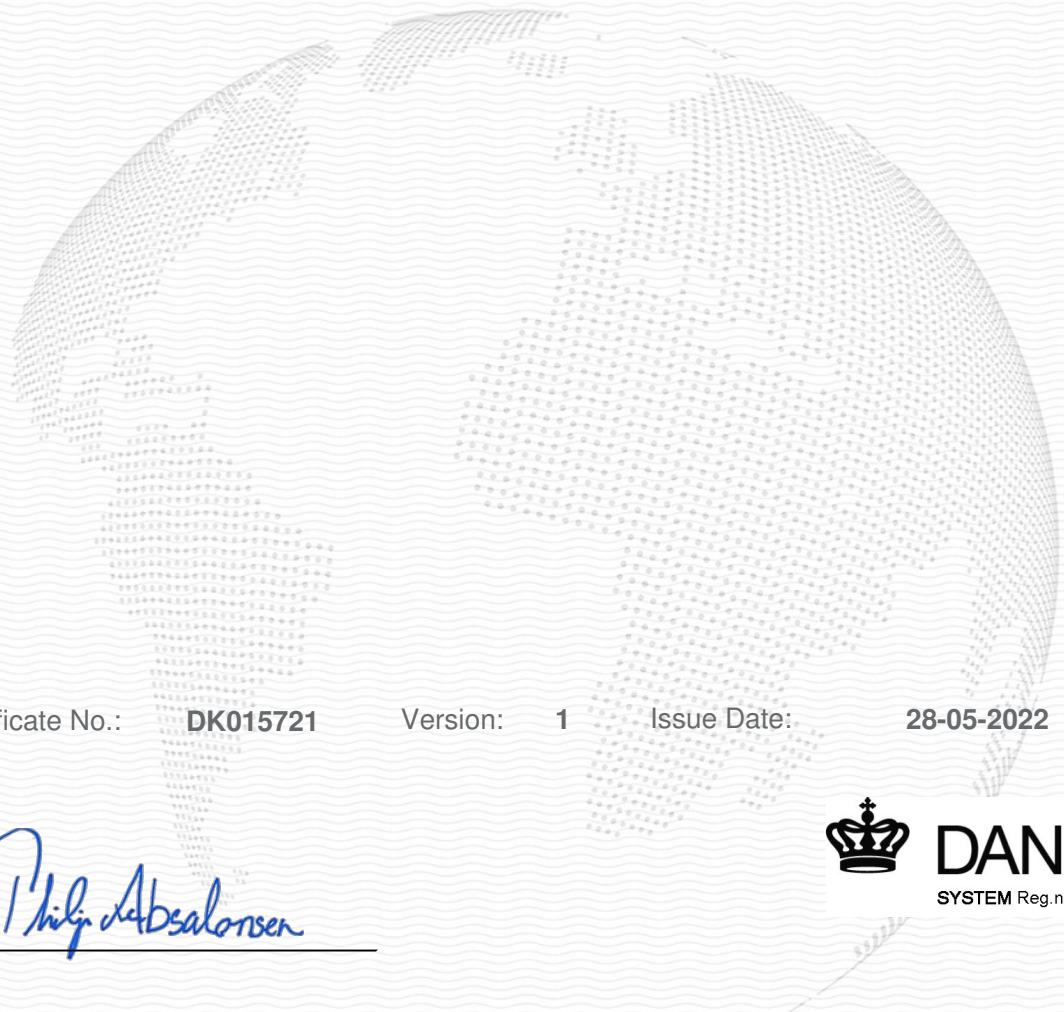 ficate No.: DK015721 Version: 1 Issue Date: 28-05-2022
Philip Absalonsen
DAN
SYSTEM Reg.n